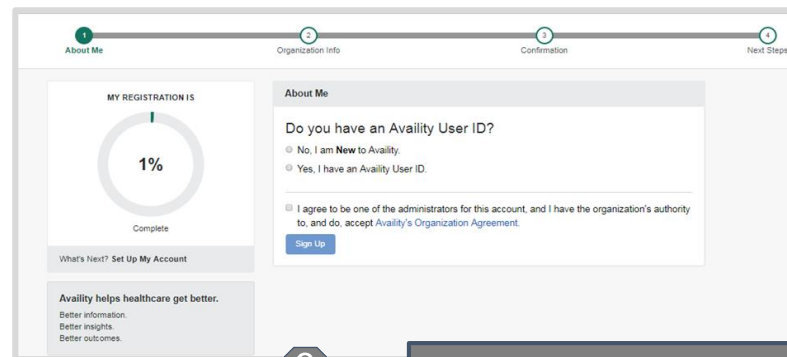 1
2
3
4
About Me
Organization Info
Confirmation
Next Steps
MY REGISTRATION IS
1%
Complete
What's Next? Set Up My Account
Availity helps healthcare get better.
Better information.
Better insights.
Better outcomes.
About Me
Do you have an Availity User ID?
No, I am New to Availity.
Yes, I have an Availity User ID.
I agree to be one of the administrators for this account, and I have the organization's authority
to, and do, accept Availity's Organization Agreement.
Sign Up